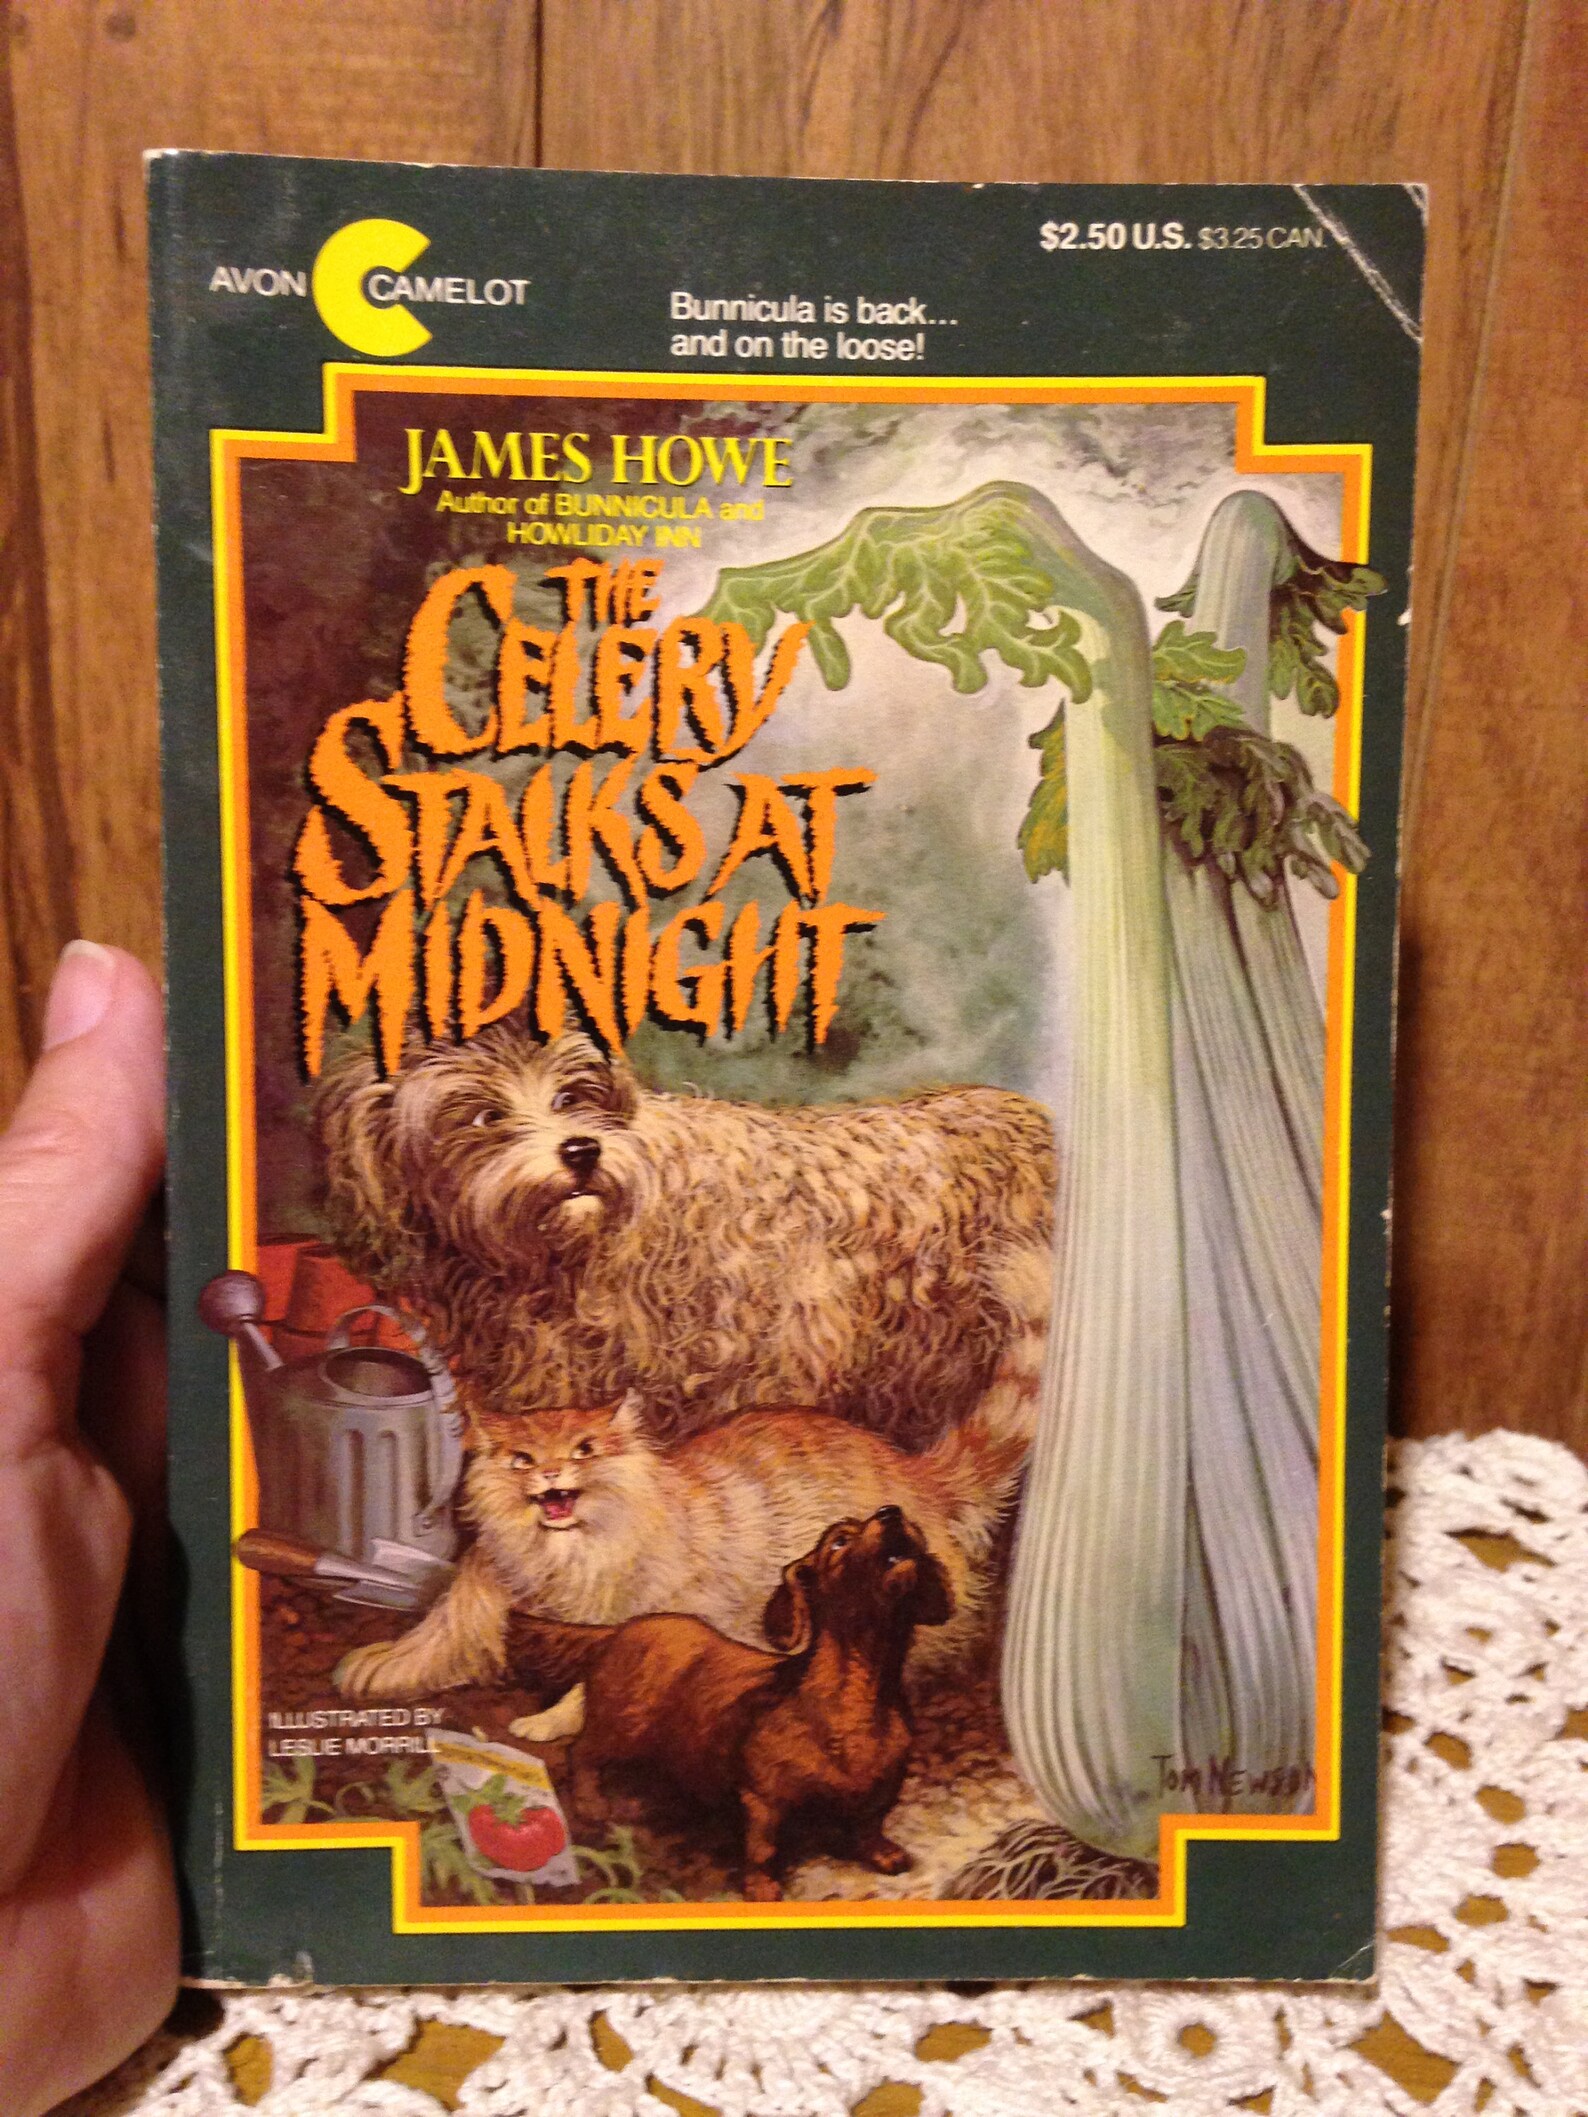 $2.50 U.S. $3.25 CAN.
AVON CAMELOT
Bunnicula is back...
and on the loose!
JAMES HOWE
Author of BUNNICULA and
HOWLIDAY INN
THE
CELERY
STALKS AT
MIDNIGHT
ILLUSTRATED BY
LESLIE MORRILL
TOM NEWSOM